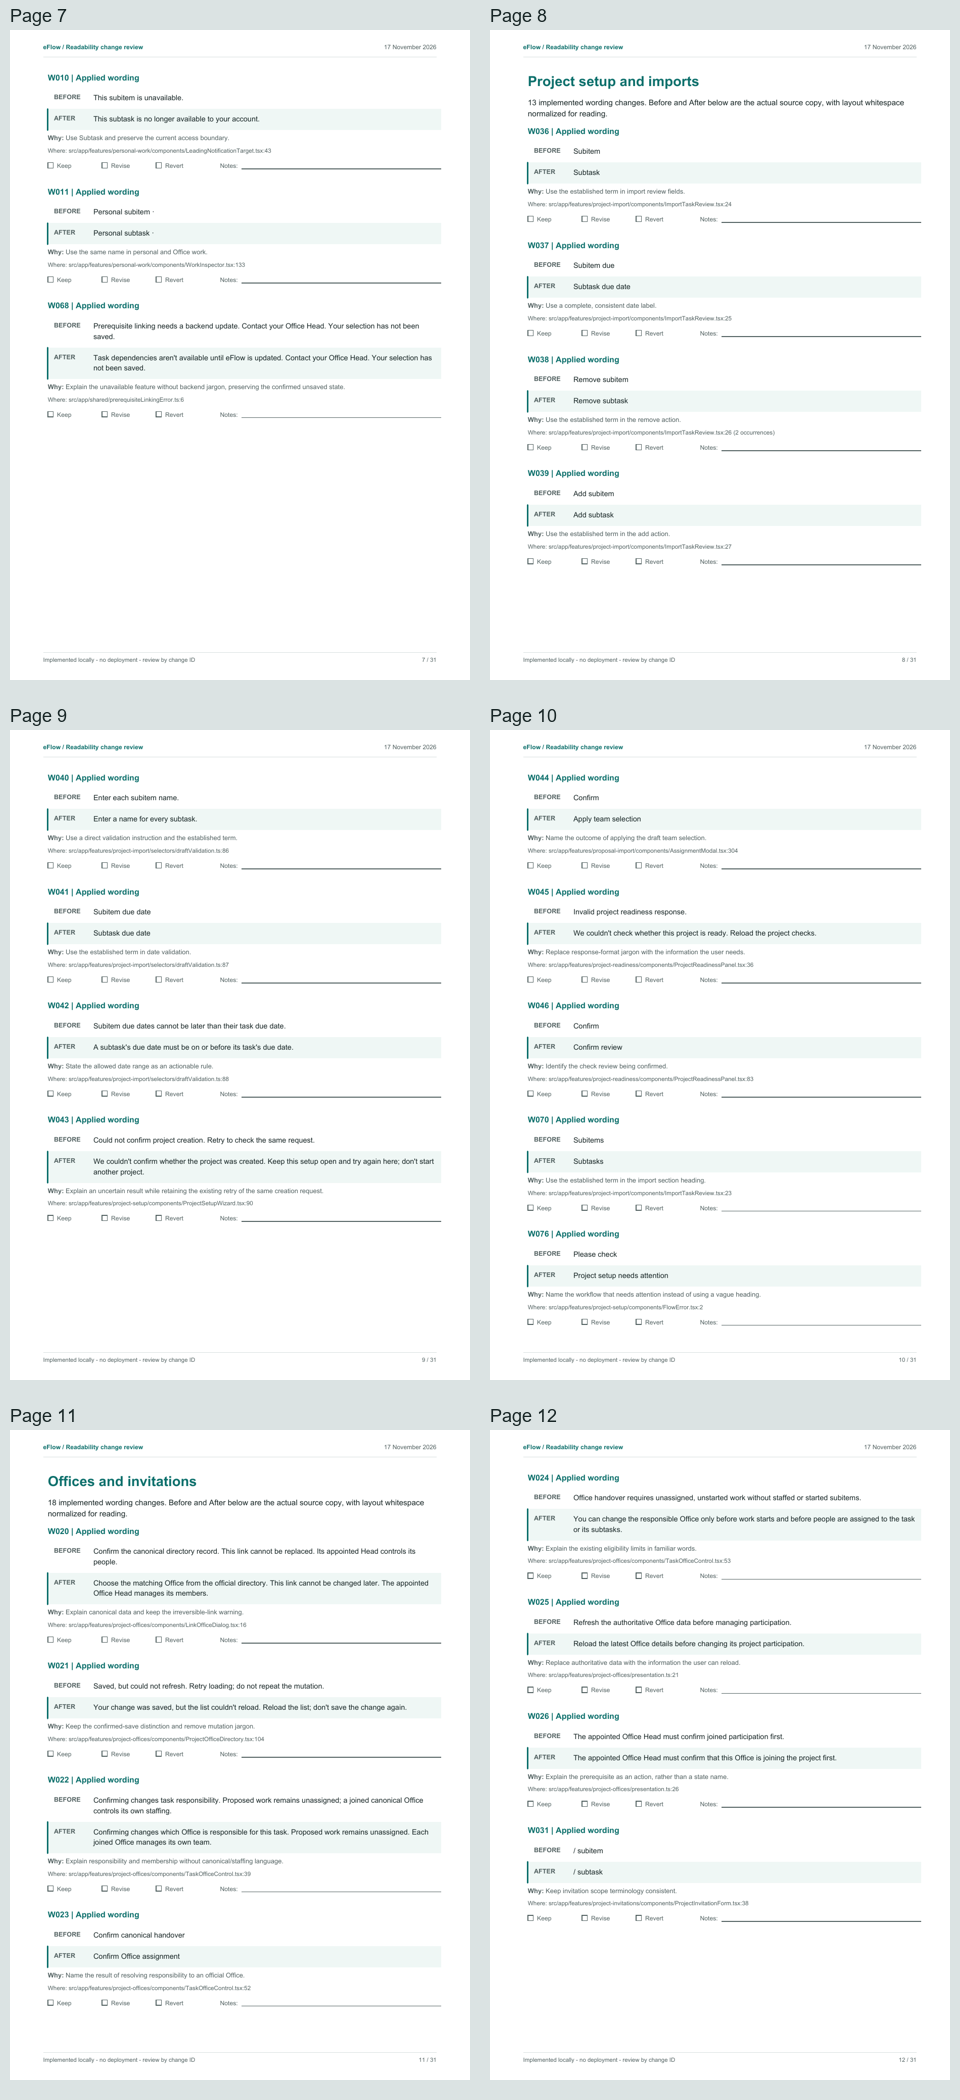 Page 7
eFlow / Readability change review
17 November 2026
W010 | Applied wording
BEFORE This subitem is unavailable.
AFTER This subtask is no longer available to your account.
Why: Use Subtask and preserve the current access boundary.
Where: src/app/features/personal-work/components/LeadingNotificationTarget.tsx:43
Keep Revise Revert Notes:
W011 | Applied wording
BEFORE Personal subitem ·
AFTER Personal subtask ·
Why: Use the same name in personal and Office work.
Where: src/app/features/personal-work/components/WorkInspector.tsx:133
Keep Revise Revert Notes:
W068 | Applied wording
BEFORE Prerequisite linking needs a backend update. Contact your Office Head. Your selection has not been
saved.
AFTER Task dependencies aren't available until eFlow is updated. Contact your Office Head. Your selection has
not been saved.
Why: Explain the unavailable feature without backend jargon, preserving the confirmed unsaved state.
Where: src/app/shared/prerequisiteLinkingError.ts:6
Keep Revise Revert Notes:
Implemented locally - no deployment - review by change ID
7 / 31
Page 8
eFlow / Readability change review
17 November 2026
Project setup and imports
13 implemented wording changes. Before and After below are the actual source copy, with layout whitespace
normalized for reading.
W036 | Applied wording
BEFORE Subitem
AFTER Subtask
Why: Use the established term in import review fields.
Where: src/app/features/project-import/components/ImportTaskReview.tsx:24
Keep Revise Revert Notes:
W037 | Applied wording
BEFORE Subitem due
AFTER Subtask due date
Why: Use a complete, consistent date label.
Where: src/app/features/project-import/components/ImportTaskReview.tsx:25
Keep Revise Revert Notes:
W038 | Applied wording
BEFORE Remove subitem
AFTER Remove subtask
Why: Use the established term in the remove action.
Where: src/app/features/project-import/components/ImportTaskReview.tsx:26 (2 occurrences)
Keep Revise Revert Notes:
W039 | Applied wording
BEFORE Add subitem
AFTER Add subtask
Why: Use the established term in the add action.
Where: src/app/features/project-import/components/ImportTaskReview.tsx:27
Keep Revise Revert Notes:
Implemented locally - no deployment - review by change ID
8 / 31
Page 9
eFlow / Readability change review
17 November 2026
W040 | Applied wording
BEFORE Enter each subitem name.
AFTER Enter a name for every subtask.
Why: Use a direct validation instruction and the established term.
Where: src/app/features/project-import/selectors/draftValidation.ts:86
Keep Revise Revert Notes:
W041 | Applied wording
BEFORE Subitem due date
AFTER Subtask due date
Why: Use the established term in date validation.
Where: src/app/features/project-import/selectors/draftValidation.ts:87
Keep Revise Revert Notes:
W042 | Applied wording
BEFORE Subitem due dates cannot be later than their task due date.
AFTER A subtask's due date must be on or before its task's due date.
Why: State the allowed date range as an actionable rule.
Where: src/app/features/project-import/selectors/draftValidation.ts:88
Keep Revise Revert Notes:
W043 | Applied wording
BEFORE Could not confirm project creation. Retry to check the same request.
AFTER We couldn't confirm whether the project was created. Keep this setup open and try again here; don't start
another project.
Why: Explain an uncertain result while retaining the existing retry of the same creation request.
Where: src/app/features/project-setup/components/ProjectSetupWizard.tsx:90
Keep Revise Revert Notes:
Implemented locally - no deployment - review by change ID
9 / 31
Page 10
eFlow / Readability change review
17 November 2026
W044 | Applied wording
BEFORE Confirm
AFTER Apply team selection
Why: Name the outcome of applying the draft team selection.
Where: src/app/features/proposal-import/components/AssignmentModal.tsx:304
Keep Revise Revert Notes:
W045 | Applied wording
BEFORE Invalid project readiness response.
AFTER We couldn't check whether this project is ready. Reload the project checks.
Why: Replace response-format jargon with the information the user needs.
Where: src/app/features/project-readiness/components/ProjectReadinessPanel.tsx:36
Keep Revise Revert Notes:
W046 | Applied wording
BEFORE Confirm
AFTER Confirm review
Why: Identify the check review being confirmed.
Where: src/app/features/project-readiness/components/ProjectReadinessPanel.tsx:83
Keep Revise Revert Notes:
W070 | Applied wording
BEFORE Subitems
AFTER Subtasks
Why: Use the established term in the import section heading.
Where: src/app/features/project-import/components/ImportTaskReview.tsx:23
Keep Revise Revert Notes:
W076 | Applied wording
BEFORE Please check
AFTER Project setup needs attention
Why: Name the workflow that needs attention instead of using a vague heading.
Where: src/app/features/project-setup/components/FlowError.tsx:2
Keep Revise Revert Notes:
Implemented locally - no deployment - review by change ID
10 / 31
Page 11
eFlow / Readability change review
17 November 2026
Offices and invitations
18 implemented wording changes. Before and After below are the actual source copy, with layout whitespace
normalized for reading.
W020 | Applied wording
BEFORE Confirm the canonical directory record. This link cannot be replaced. Its appointed Head controls its
people.
AFTER Choose the matching Office from the official directory. This link cannot be changed later. The appointed
Office Head manages its members.
Why: Explain canonical data and keep the irreversible-link warning.
Where: src/app/features/project-offices/components/LinkOfficeDialog.tsx:16
Keep Revise Revert Notes:
W021 | Applied wording
BEFORE Saved, but could not refresh. Retry loading; do not repeat the mutation.
AFTER Your change was saved, but the list couldn't reload. Reload the list; don't save the change again.
Why: Keep the confirmed-save distinction and remove mutation jargon.
Where: src/app/features/project-offices/components/ProjectOfficeDirectory.tsx:104
Keep Revise Revert Notes:
W022 | Applied wording
BEFORE Confirming changes task responsibility. Proposed work remains unassigned; a joined canonical Office
controls its own staffing.
AFTER Confirming changes which Office is responsible for this task. Proposed work remains unassigned. Each
joined Office manages its own team.
Why: Explain responsibility and membership without canonical/staffing language.
Where: src/app/features/project-offices/components/TaskOfficeControl.tsx:39
Keep Revise Revert Notes:
W023 | Applied wording
BEFORE Confirm canonical handover
AFTER Confirm Office assignment
Why: Name the result of resolving responsibility to an official Office.
Where: src/app/features/project-offices/components/TaskOfficeControl.tsx:52
Keep Revise Revert Notes:
Implemented locally - no deployment - review by change ID
11 / 31
Page 12
eFlow / Readability change review
17 November 2026
W024 | Applied wording
BEFORE Office handover requires unassigned, unstarted work without staffed or started subitems.
AFTER You can change the responsible Office only before work starts and before people are assigned to the task
or its subtasks.
Why: Explain the existing eligibility limits in familiar words.
Where: src/app/features/project-offices/components/TaskOfficeControl.tsx:53
Keep Revise Revert Notes:
W025 | Applied wording
BEFORE Refresh the authoritative Office data before managing participation.
AFTER Reload the latest Office details before changing its project participation.
Why: Replace authoritative data with the information the user can reload.
Where: src/app/features/project-offices/presentation.ts:21
Keep Revise Revert Notes:
W026 | Applied wording
BEFORE The appointed Office Head must confirm joined participation first.
AFTER The appointed Office Head must confirm that this Office is joining the project first.
Why: Explain the prerequisite as an action, rather than a state name.
Where: src/app/features/project-offices/presentation.ts:26
Keep Revise Revert Notes:
W031 | Applied wording
BEFORE / subitem
AFTER / subtask
Why: Keep invitation scope terminology consistent.
Where: src/app/features/project-invitations/components/ProjectInvitationForm.tsx:38
Keep Revise Revert Notes:
Implemented locally - no deployment - review by change ID
12 / 31